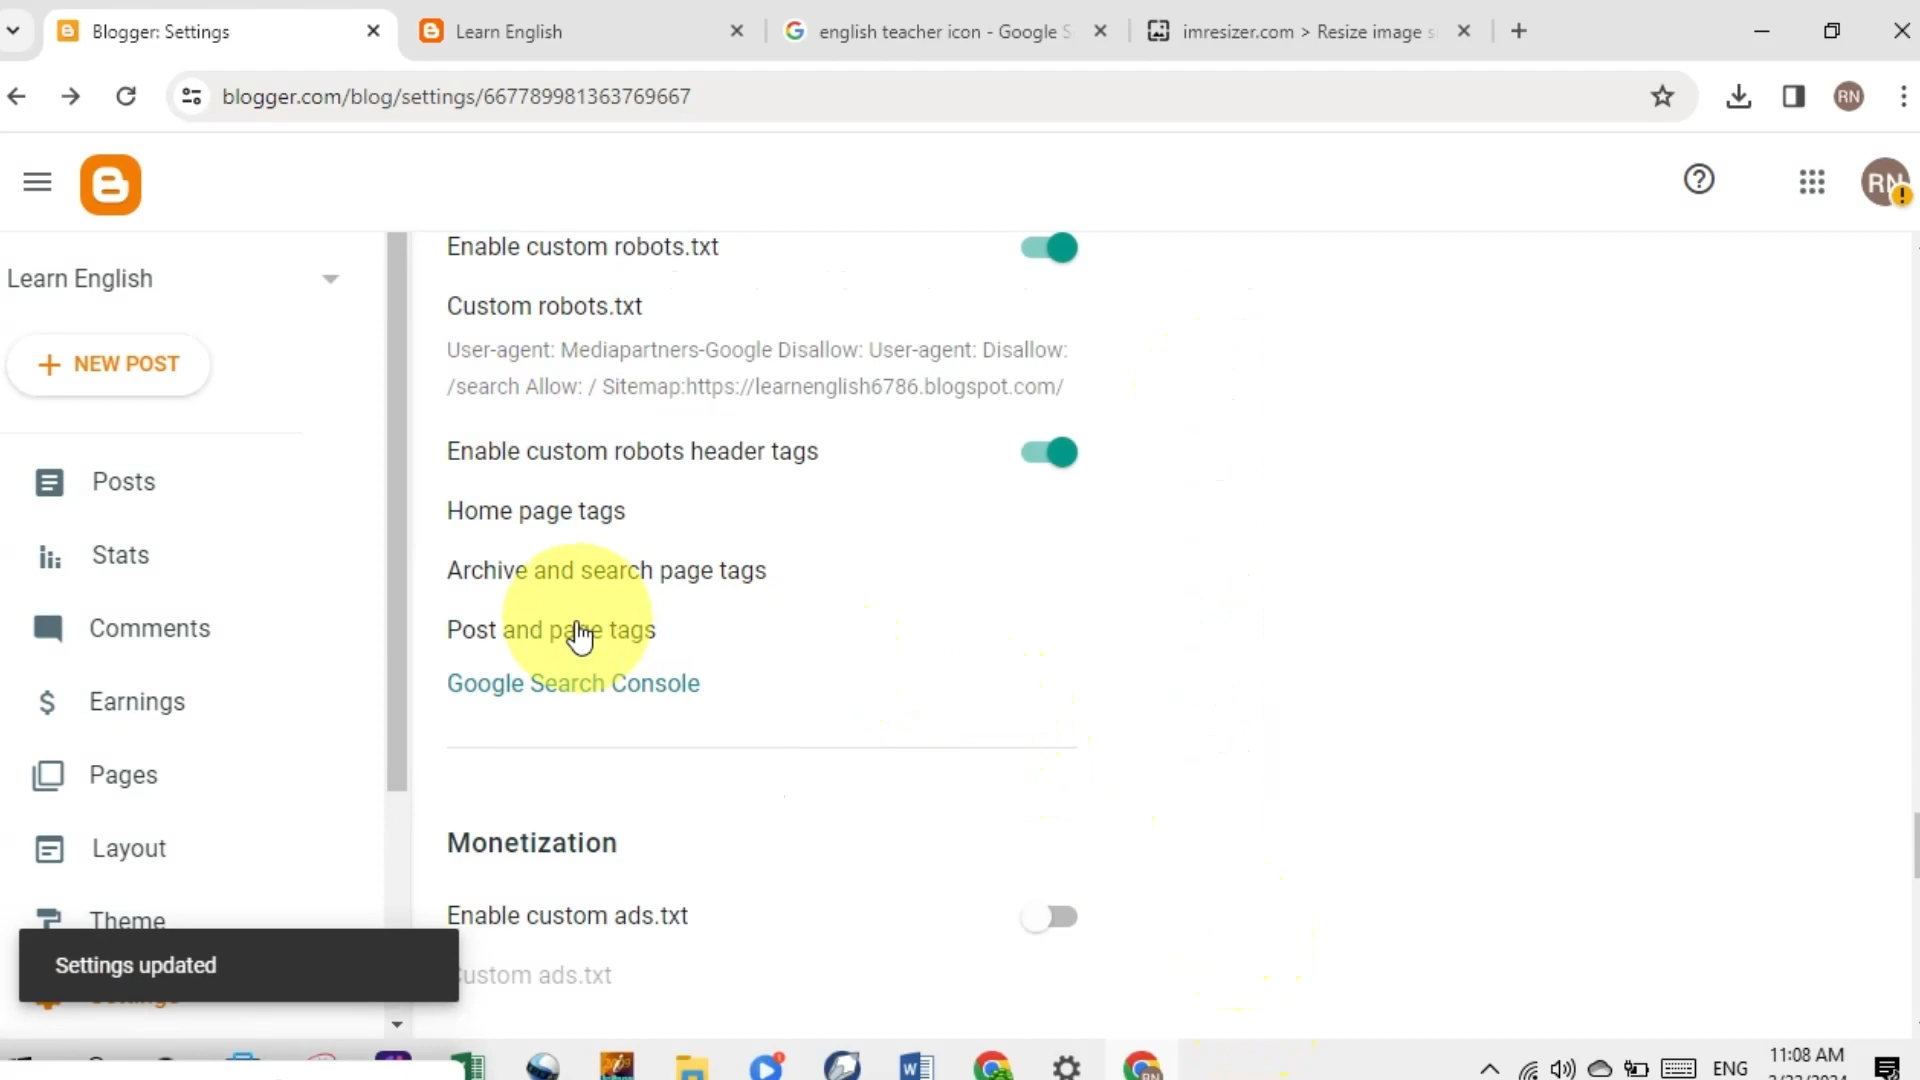 Blogger: Settings
Learn English
english teacher icon - Google S
imresizer.com > Resize image s
blogger.com/blog/settings/667789981363769667
RN
RN
Learn English
NEW POST
Posts
Stats
Comments
Earnings
Pages
Layout
Theme
Settings updated
Enable custom robots.txt
Custom robots.txt
User-agent: Mediapartners-Google Disallow: User-agent: Disallow:
/search Allow: / Sitemap:https://learnenglish6786.blogspot.com/
Enable custom robots header tags
Home page tags
Archive and search page tags
Post and page tags
Google Search Console
Monetization
Enable custom ads.txt
Custom ads.txt
ENG
11:08 AM